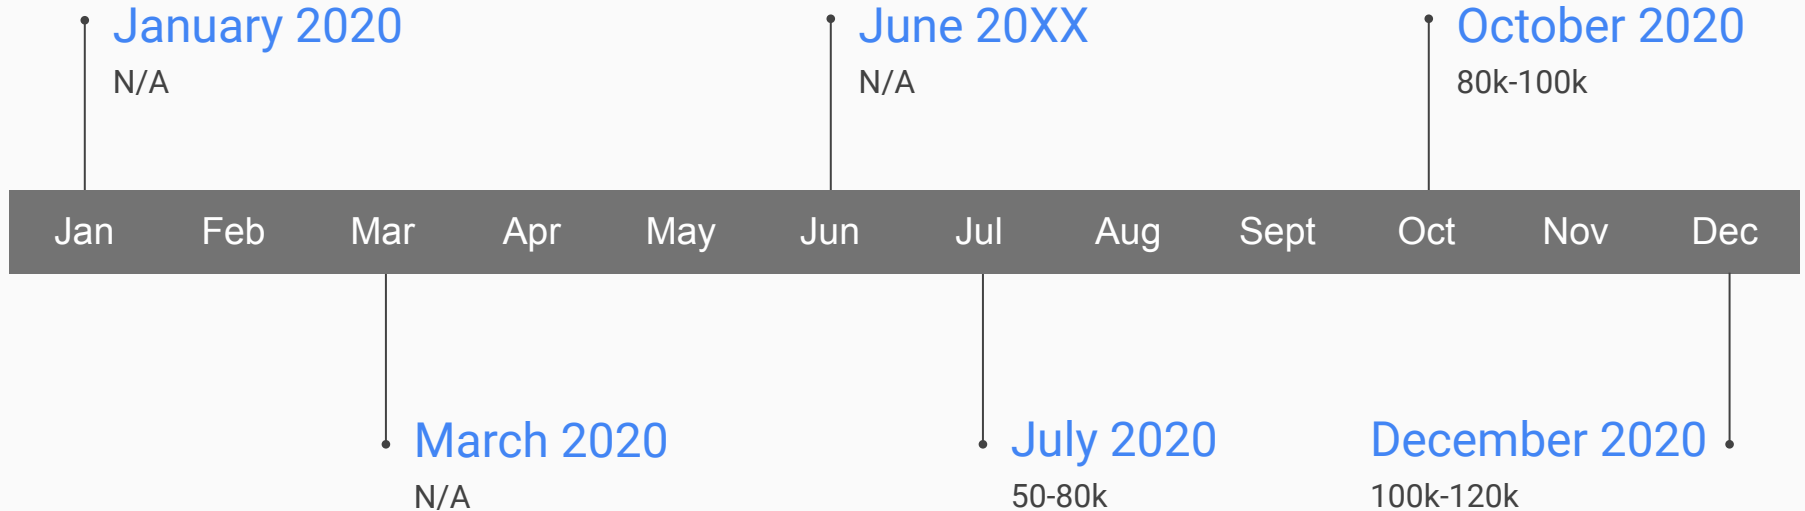 January 2020
N/A
June 20XX
N/A
October 2020
80k-100k
Jan Feb Mar Apr May Jun Jul Aug Sept Oct Nov Dec
March 2020
N/A
July 2020
50-80k
December 2020
100k-120k